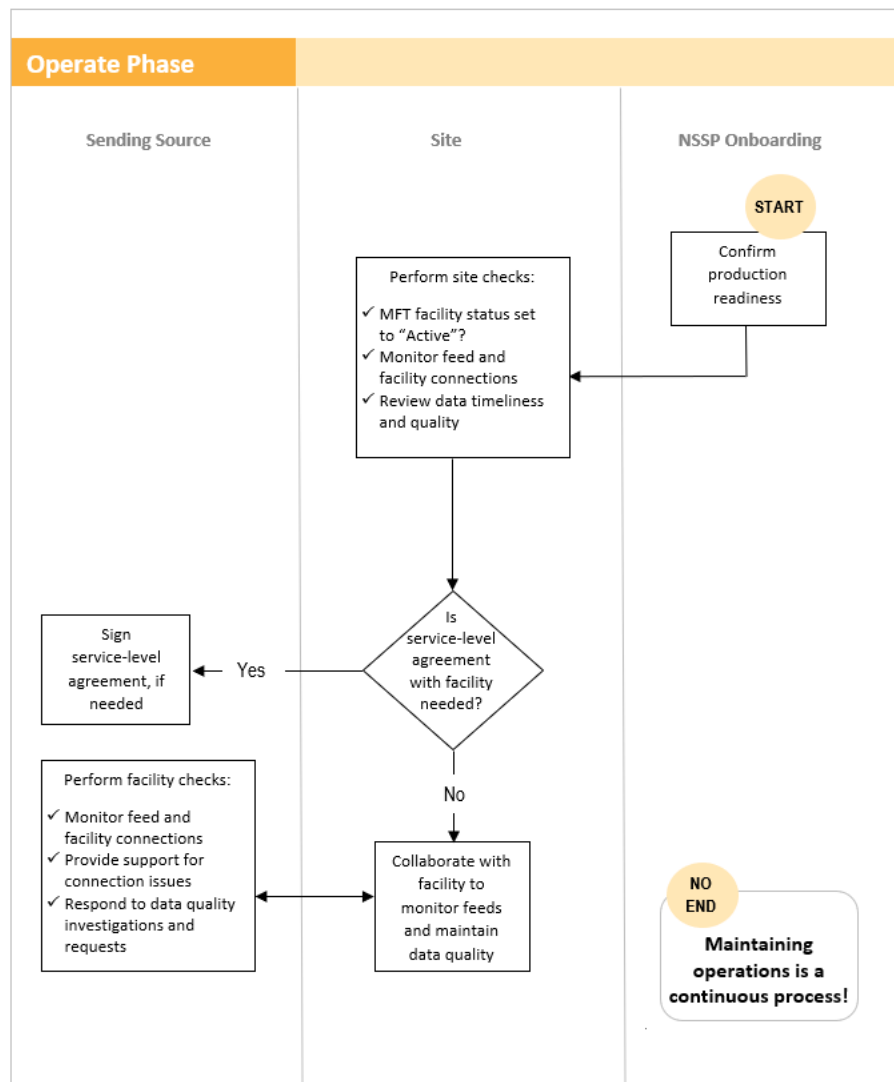 Operate Phase
Sending Source
Site
NSSP Onboarding
START
Confirm
production
readiness
Perform site checks:
✓ MFT facility status set
to “Active”?
✓ Monitor feed and
facility connections
✓ Review data timeliness
and quality
Is
service-level
agreement
with facility
needed?
Yes
Sign
service-level
agreement, if
needed
No
Perform facility checks:
✓ Monitor feed and
facility connections
✓ Provide support for
connection issues
✓ Respond to data quality
investigations and
requests
Collaborate with
facility to
monitor feeds
and maintain
data quality
NO
END
Maintaining
operations is a
continuous process!